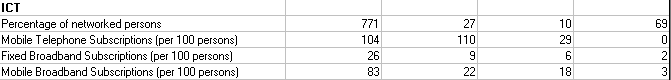 ICT
Percentage of networked persons 771 27 10 69
Mobile Telephone Subscriptions (per 100 persons) 104 110 29 0
Fixed Broadband Subscriptions (per 100 persons) 26 9 6 2
Mobile Broadband Subscriptions (per 100 persons) 83 22 18 3